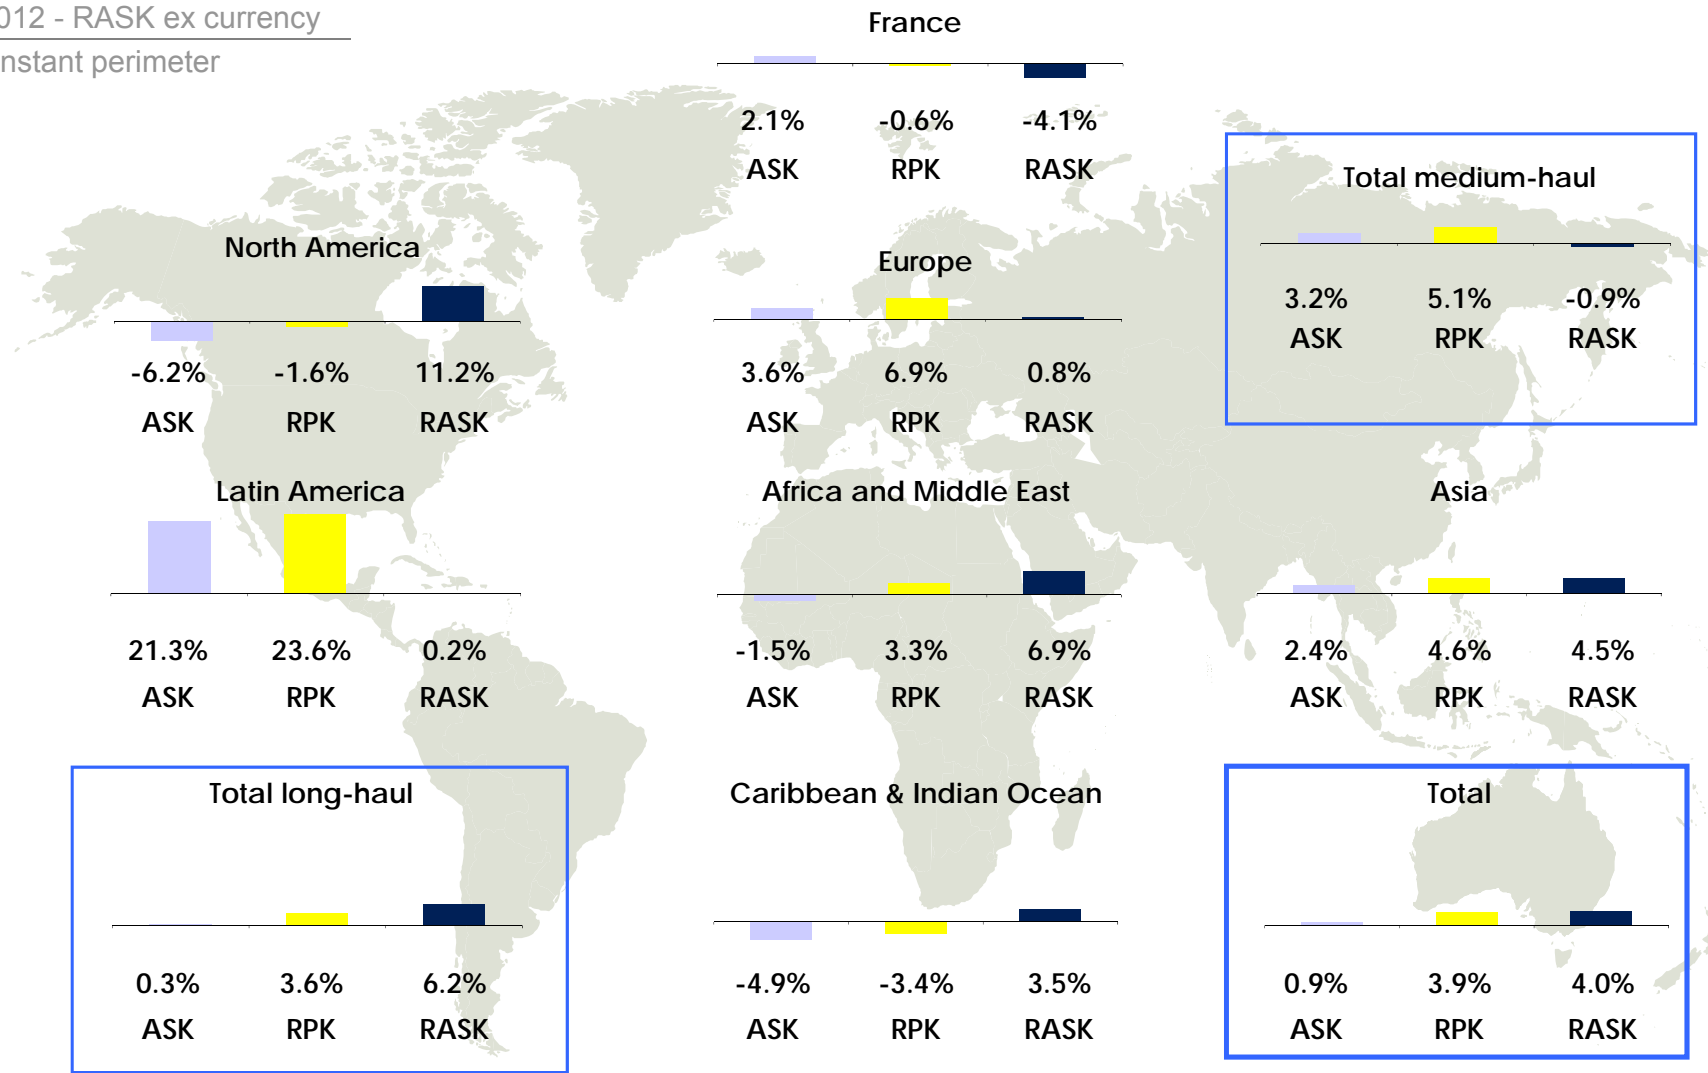 - RASK ex currency
perimeter
France
2.1% -0.6% -4.1%
ASK RPK RASK
Total medium-haul
3.2% 5.1% -0.9%
ASK RPK RASK
North America
-6.2% -1.6% 11.2%
ASK RPK RASK
Europe
3.6% 6.9% 0.8%
ASK RPK RASK
Latin America
21.3% 23.6% 0.2%
ASK RPK RASK
Africa and Middle East
-1.5% 3.3% 6.9%
ASK RPK RASK
Asia
2.4% 4.6% 4.5%
ASK RPK RASK
Total long-haul
0.3% 3.6% 6.2%
ASK RPK RASK
Caribbean & Indian Ocean
-4.9% -3.4% 3.5%
ASK RPK RASK
Total
0.9% 3.9% 4.0%
ASK RPK RASK